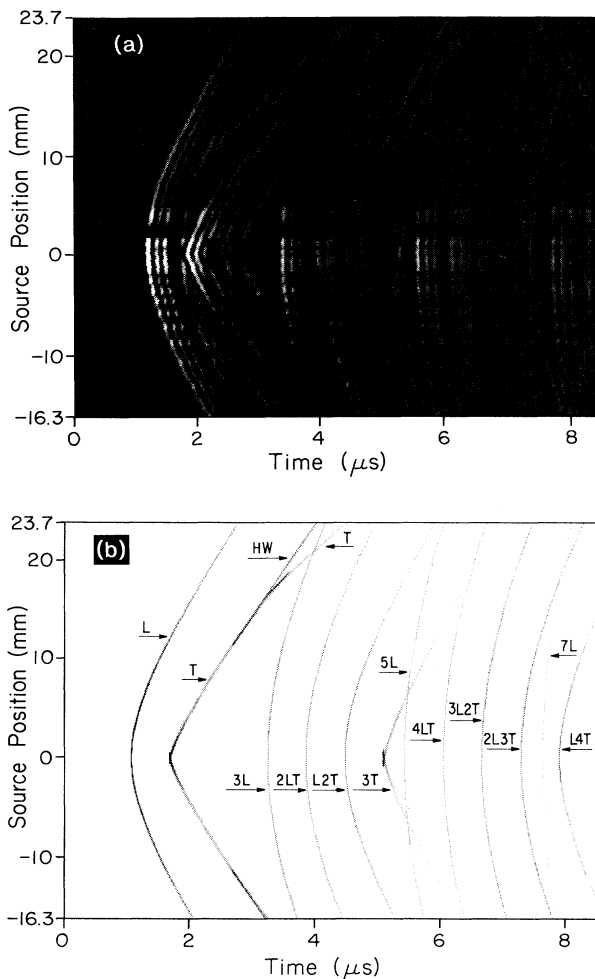 23.7
(a)
20
10
0
-10
-16.3
Source Position (mm)
0 2 4 6 8
Time (μs)
23.7
(b)
20
10
0
-10
-16.3
Source Position (mm)
HW
T
L
T
5L
7L
3L2T
4LT
2L3T
L4T
3L
2LT
L2T
3T
0 2 4 6 8
Time (μs)